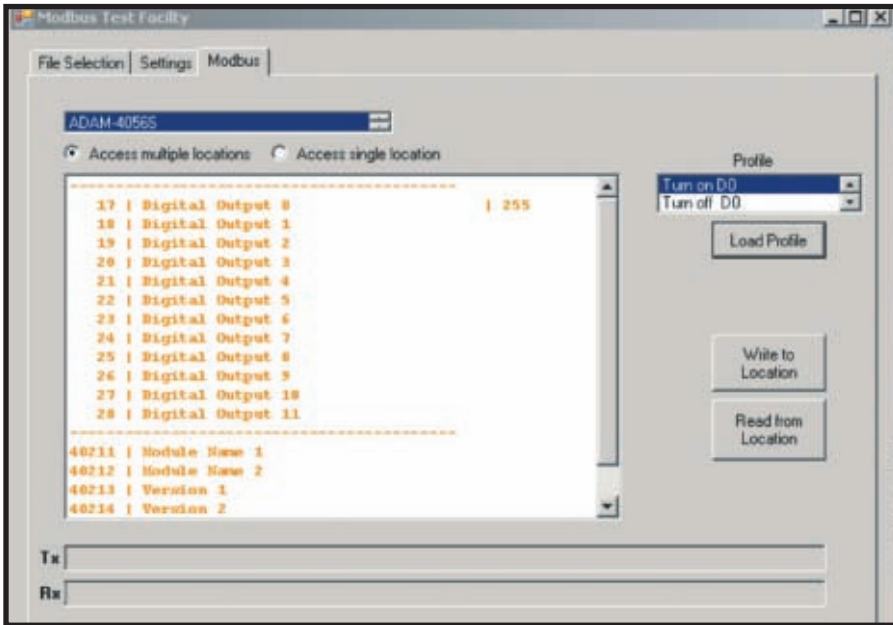 Modbus Test Facilty
File Selection
Settings
Modbus
ADAM-4056S
Access multiple locations
Access single location
Profile
Turn on D0
Turn off D0
Load Profile
-----------------------------------------------
17 | Digital Output 0 | 255
18 | Digital Output 1
19 | Digital Output 2
20 | Digital Output 3
21 | Digital Output 4
22 | Digital Output 5
23 | Digital Output 6
24 | Digital Output 7
25 | Digital Output 8
26 | Digital Output 9
27 | Digital Output 10
28 | Digital Output 11
-----------------------------------------------
40211 | Module Name 1
40212 | Module Name 2
40213 | Version 1
40214 | Version 2
Write to
Location
Read from
Location
Tx
Rx